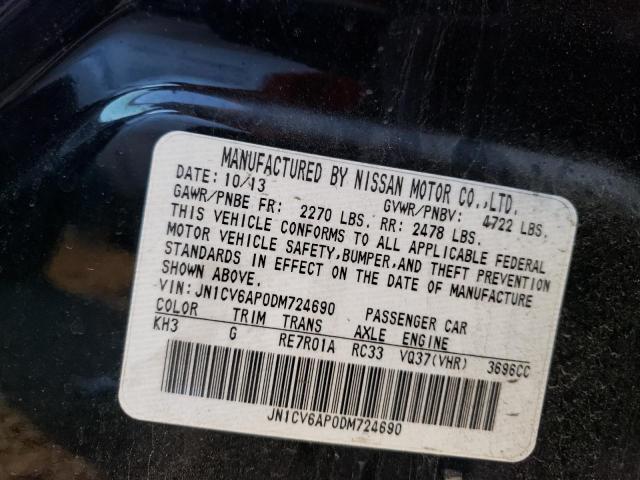 MANUFACTURED BY NISSAN MOTOR CO.,LTD.
DATE: 10/13 GVWR/PNBV: 4722 LBS.
GAWR/PNBE FR: 2270 LBS. RR: 2478 LBS.
THIS VEHICLE CONFORMS TO ALL APPLICABLE FEDERAL
MOTOR VEHICLE SAFETY,BUMPER,AND THEFT PREVENTION
STANDARDS IN EFFECT ON THE DATE OF MANUFACTURE
SHOWN ABOVE.
VIN: JN1CV6AP0DM724690 PASSENGER CAR
COLOR TRIM TRANS AXLE ENGINE
KH3 G RE7R01A RC33 VQ37(VHR) 3696CC
JN1CV6AP0DM724690